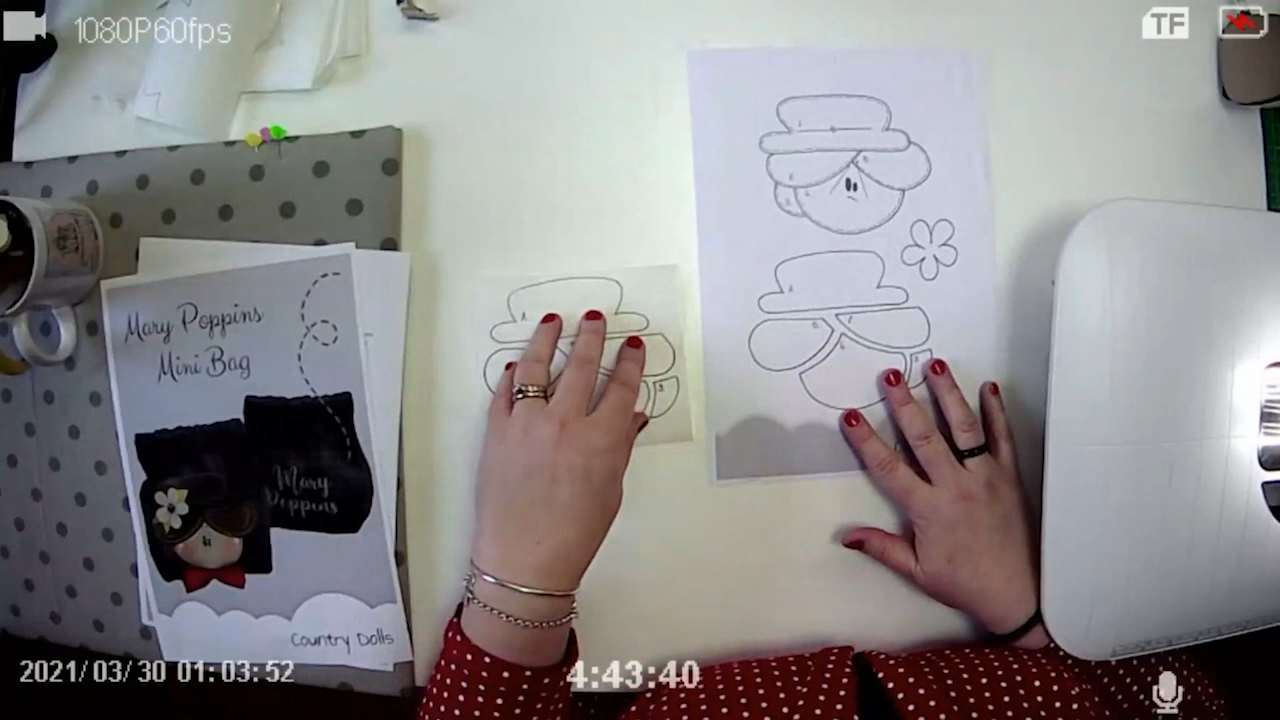 1080P60fps
TF
Mary Poppins
Mini Bag
Mary
Poppins
Country Dolls
2021/03/30 01:03:52
4:43:40